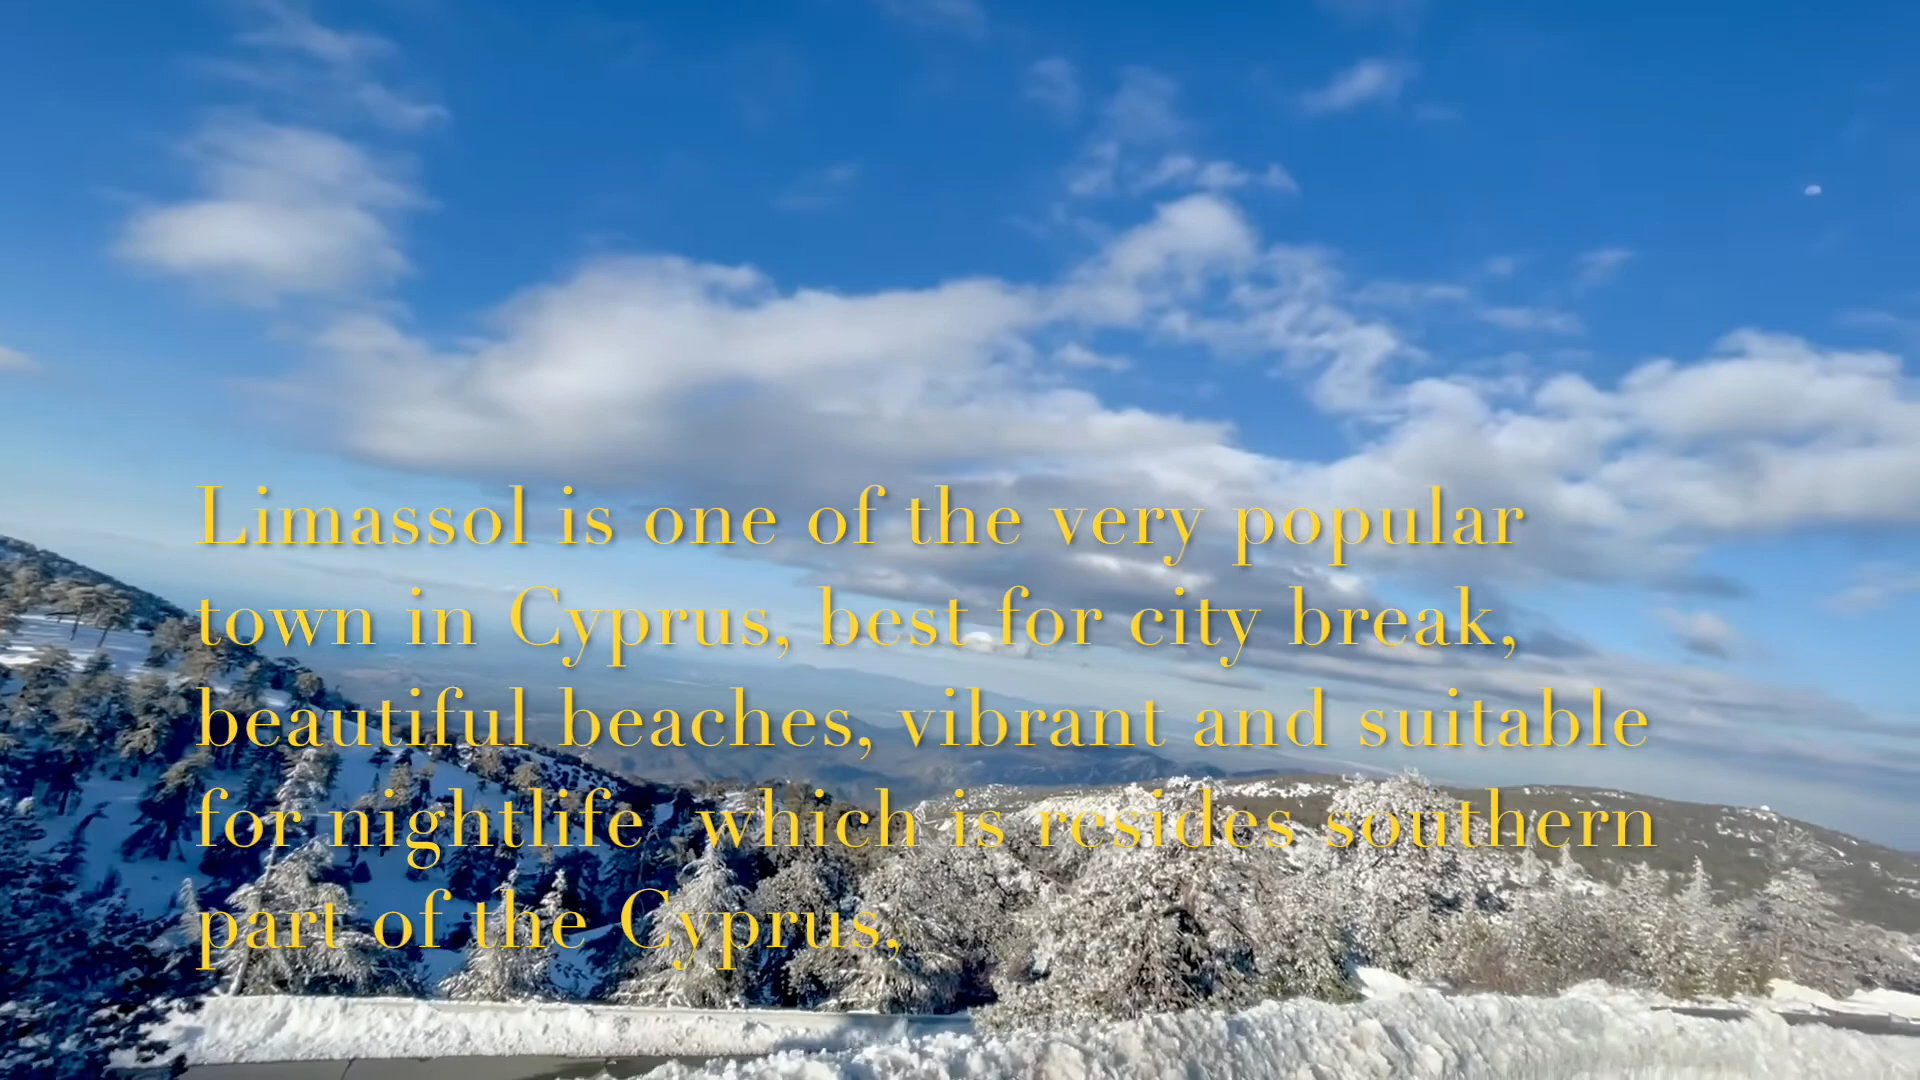 Limassol is one of the very popular
town in Cyprus, best for city break,
beautiful beaches, vibrant and suitable
for nightlife which is resides southern
part of the Cyprus,